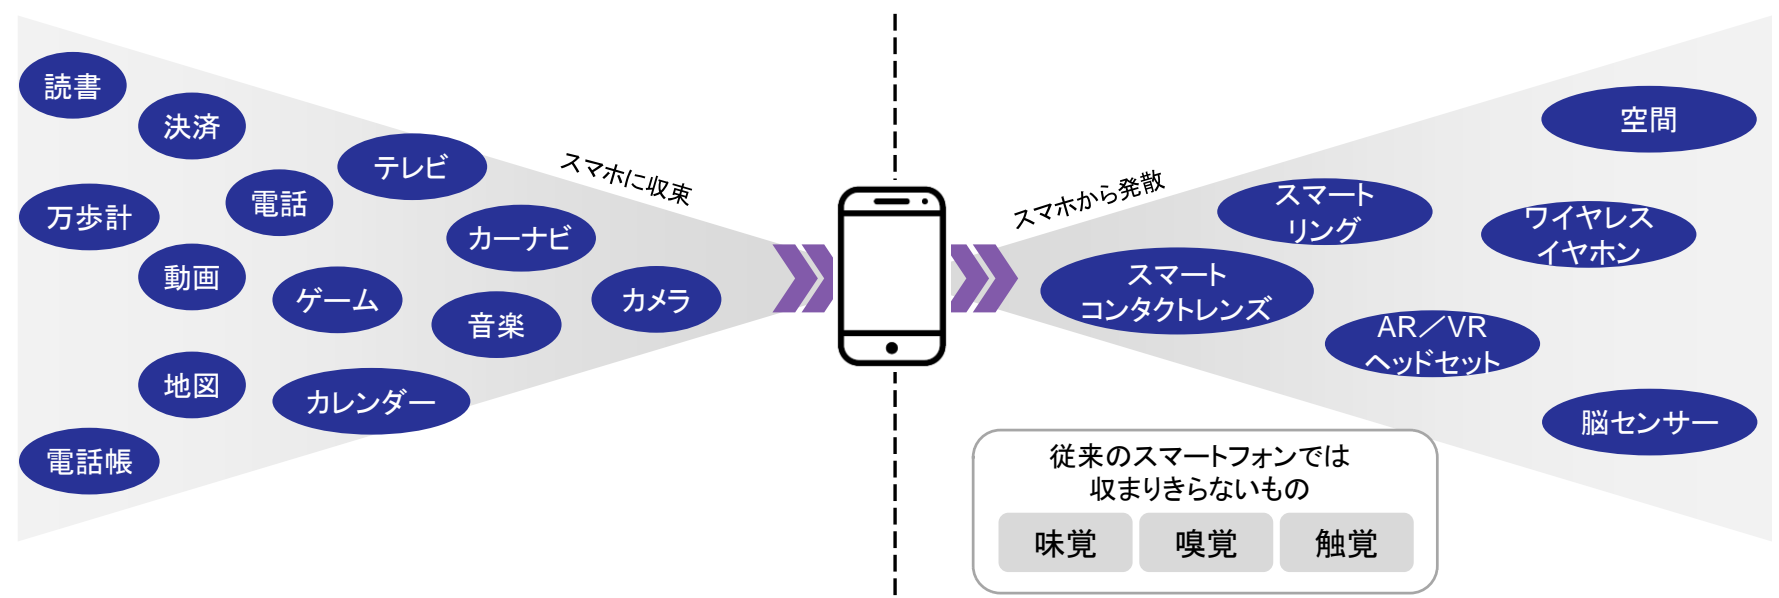 読書
決済
テレビ
電話
万歩計
カーナビ
動画
ゲーム
音楽
カメラ
地図
カレンダー
電話帳
スマホに収束
スマホから発散
空間
スマート
リング
ワイヤレス
イヤホン
スマート
コンタクトレンズ
AR／VR
ヘッドセット
脳センサー
従来のスマートフォンでは
収まりきらないもの
味覚
嗅覚
触覚